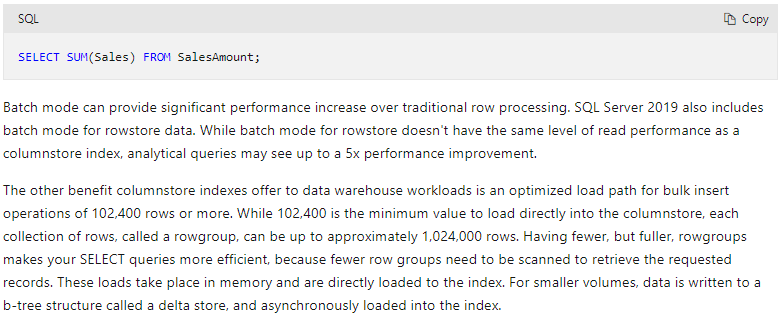 SQL
Copy
SELECT SUM(Sales) FROM SalesAmount;
Batch mode can provide significant performance increase over traditional row processing. SQL Server 2019 also includes
batch mode for rowstore data. While batch mode for rowstore doesn't have the same level of read performance as a
columnstore index, analytical queries may see up to a 5x performance improvement.
The other benefit columnstore indexes offer to data warehouse workloads is an optimized load path for bulk insert
operations of 102,400 rows or more. While 102,400 is the minimum value to load directly into the columnstore, each
collection of rows, called a rowgroup, can be up to approximately 1,024,000 rows. Having fewer, but fuller, rowgroups
makes your SELECT queries more efficient, because fewer row groups need to be scanned to retrieve the requested
records. These loads take place in memory and are directly loaded to the index. For smaller volumes, data is written to a
b-tree structure called a delta store, and asynchronously loaded into the index.